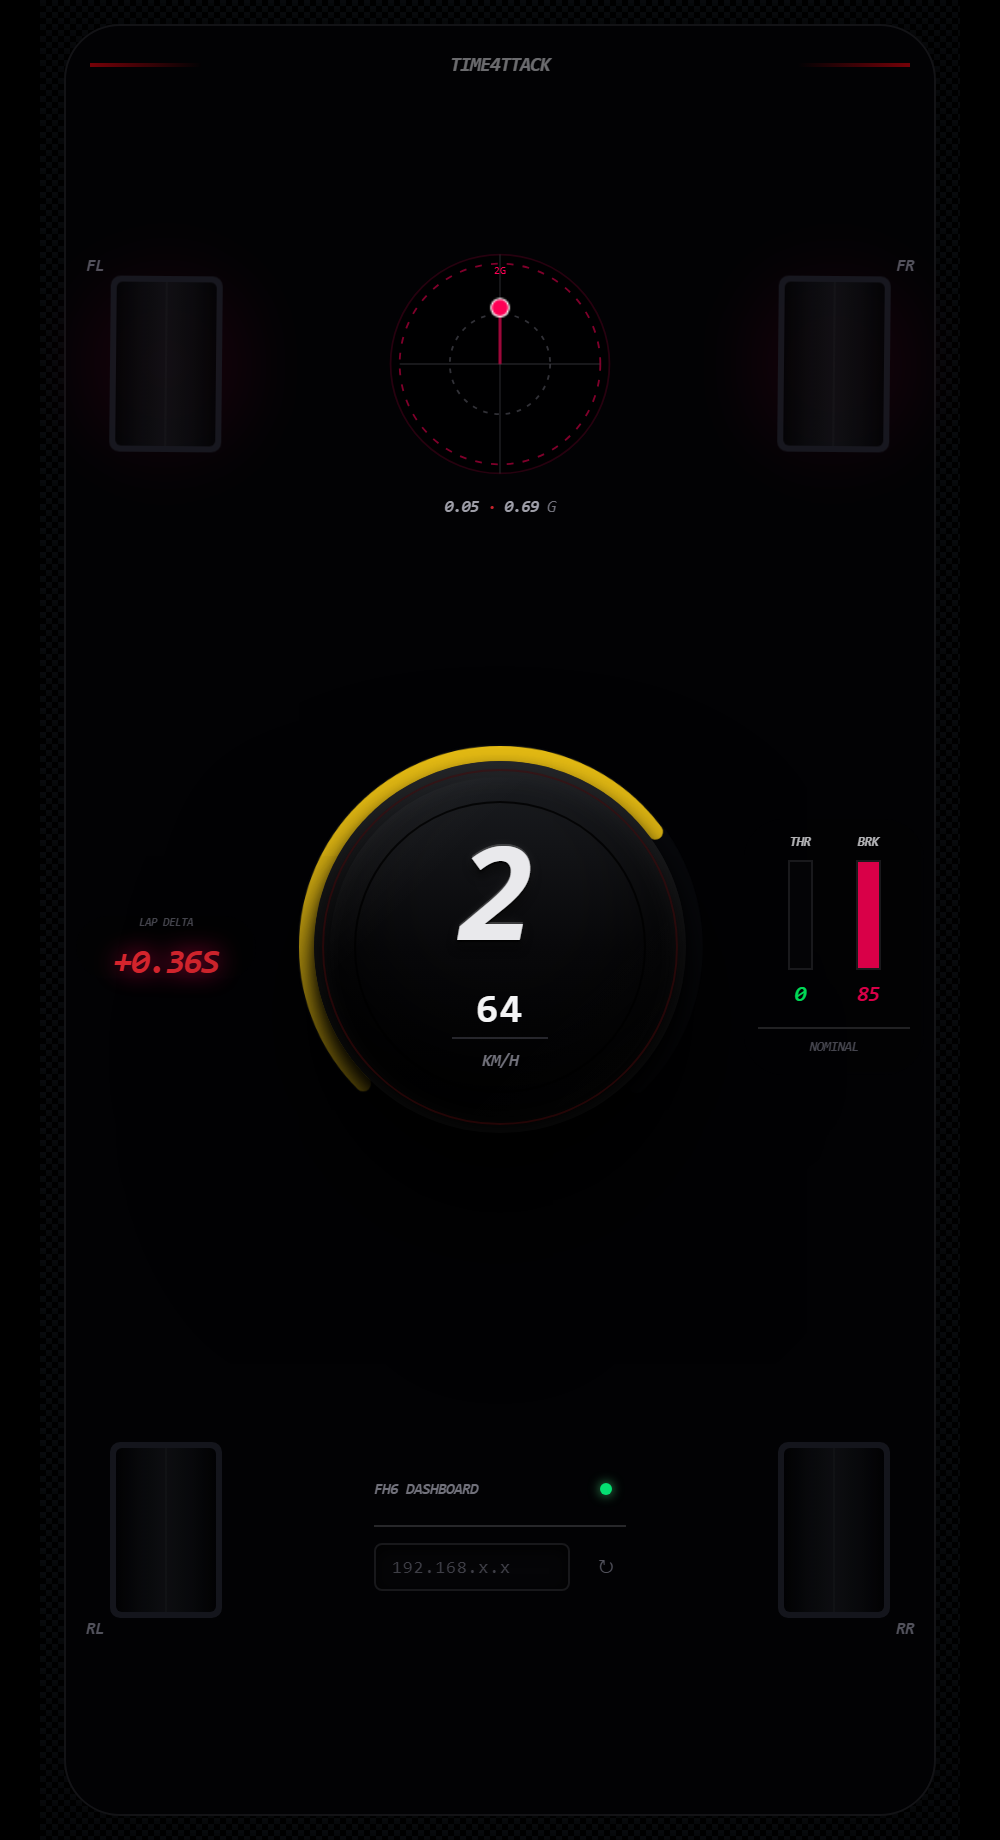 TIME4TTACK
FL
FR
2G
0.05 · 0.69 G
2
64
KM/H
THR
BRK
0
85
NOMINAL
LAP DELTA
+0.36S
FH6 DASHBOARD
192.168.x.x
↻
RL
RR